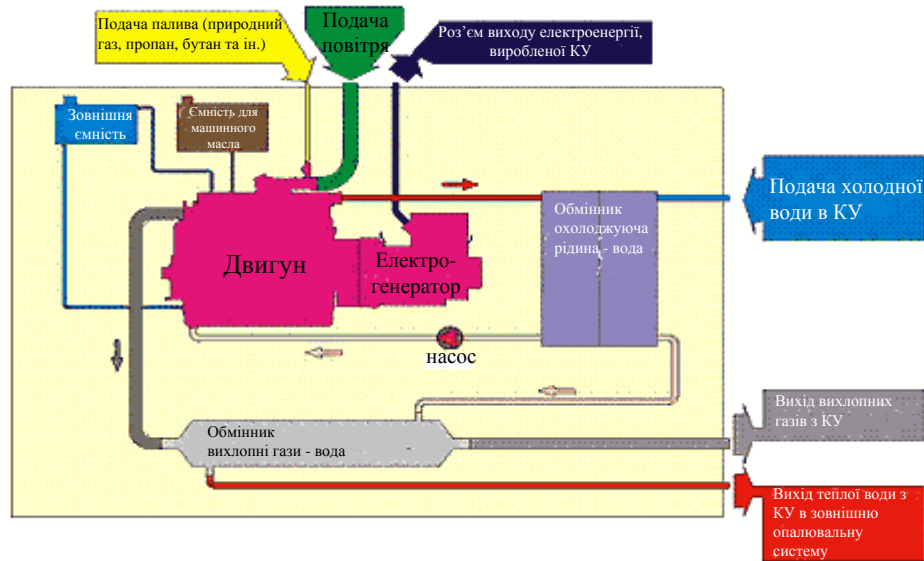 Подача палива (природний
газ, пропан, бутан та ін.)
Подача
повітря
Роз’єм виходу електроенергії,
виробленої КУ
Зовнішня
ємність
Ємність для
машинного
масла
Подача холодної
води в КУ
Обмінник
охолоджуюча
рідина - вода
Двигун
Електро-
генератор
насос
Вихід вихлопних
газів з КУ
Обмінник
вихлопні гази - вода
Вихід теплої води з
КУ в зовнішню
опалювальну
систему